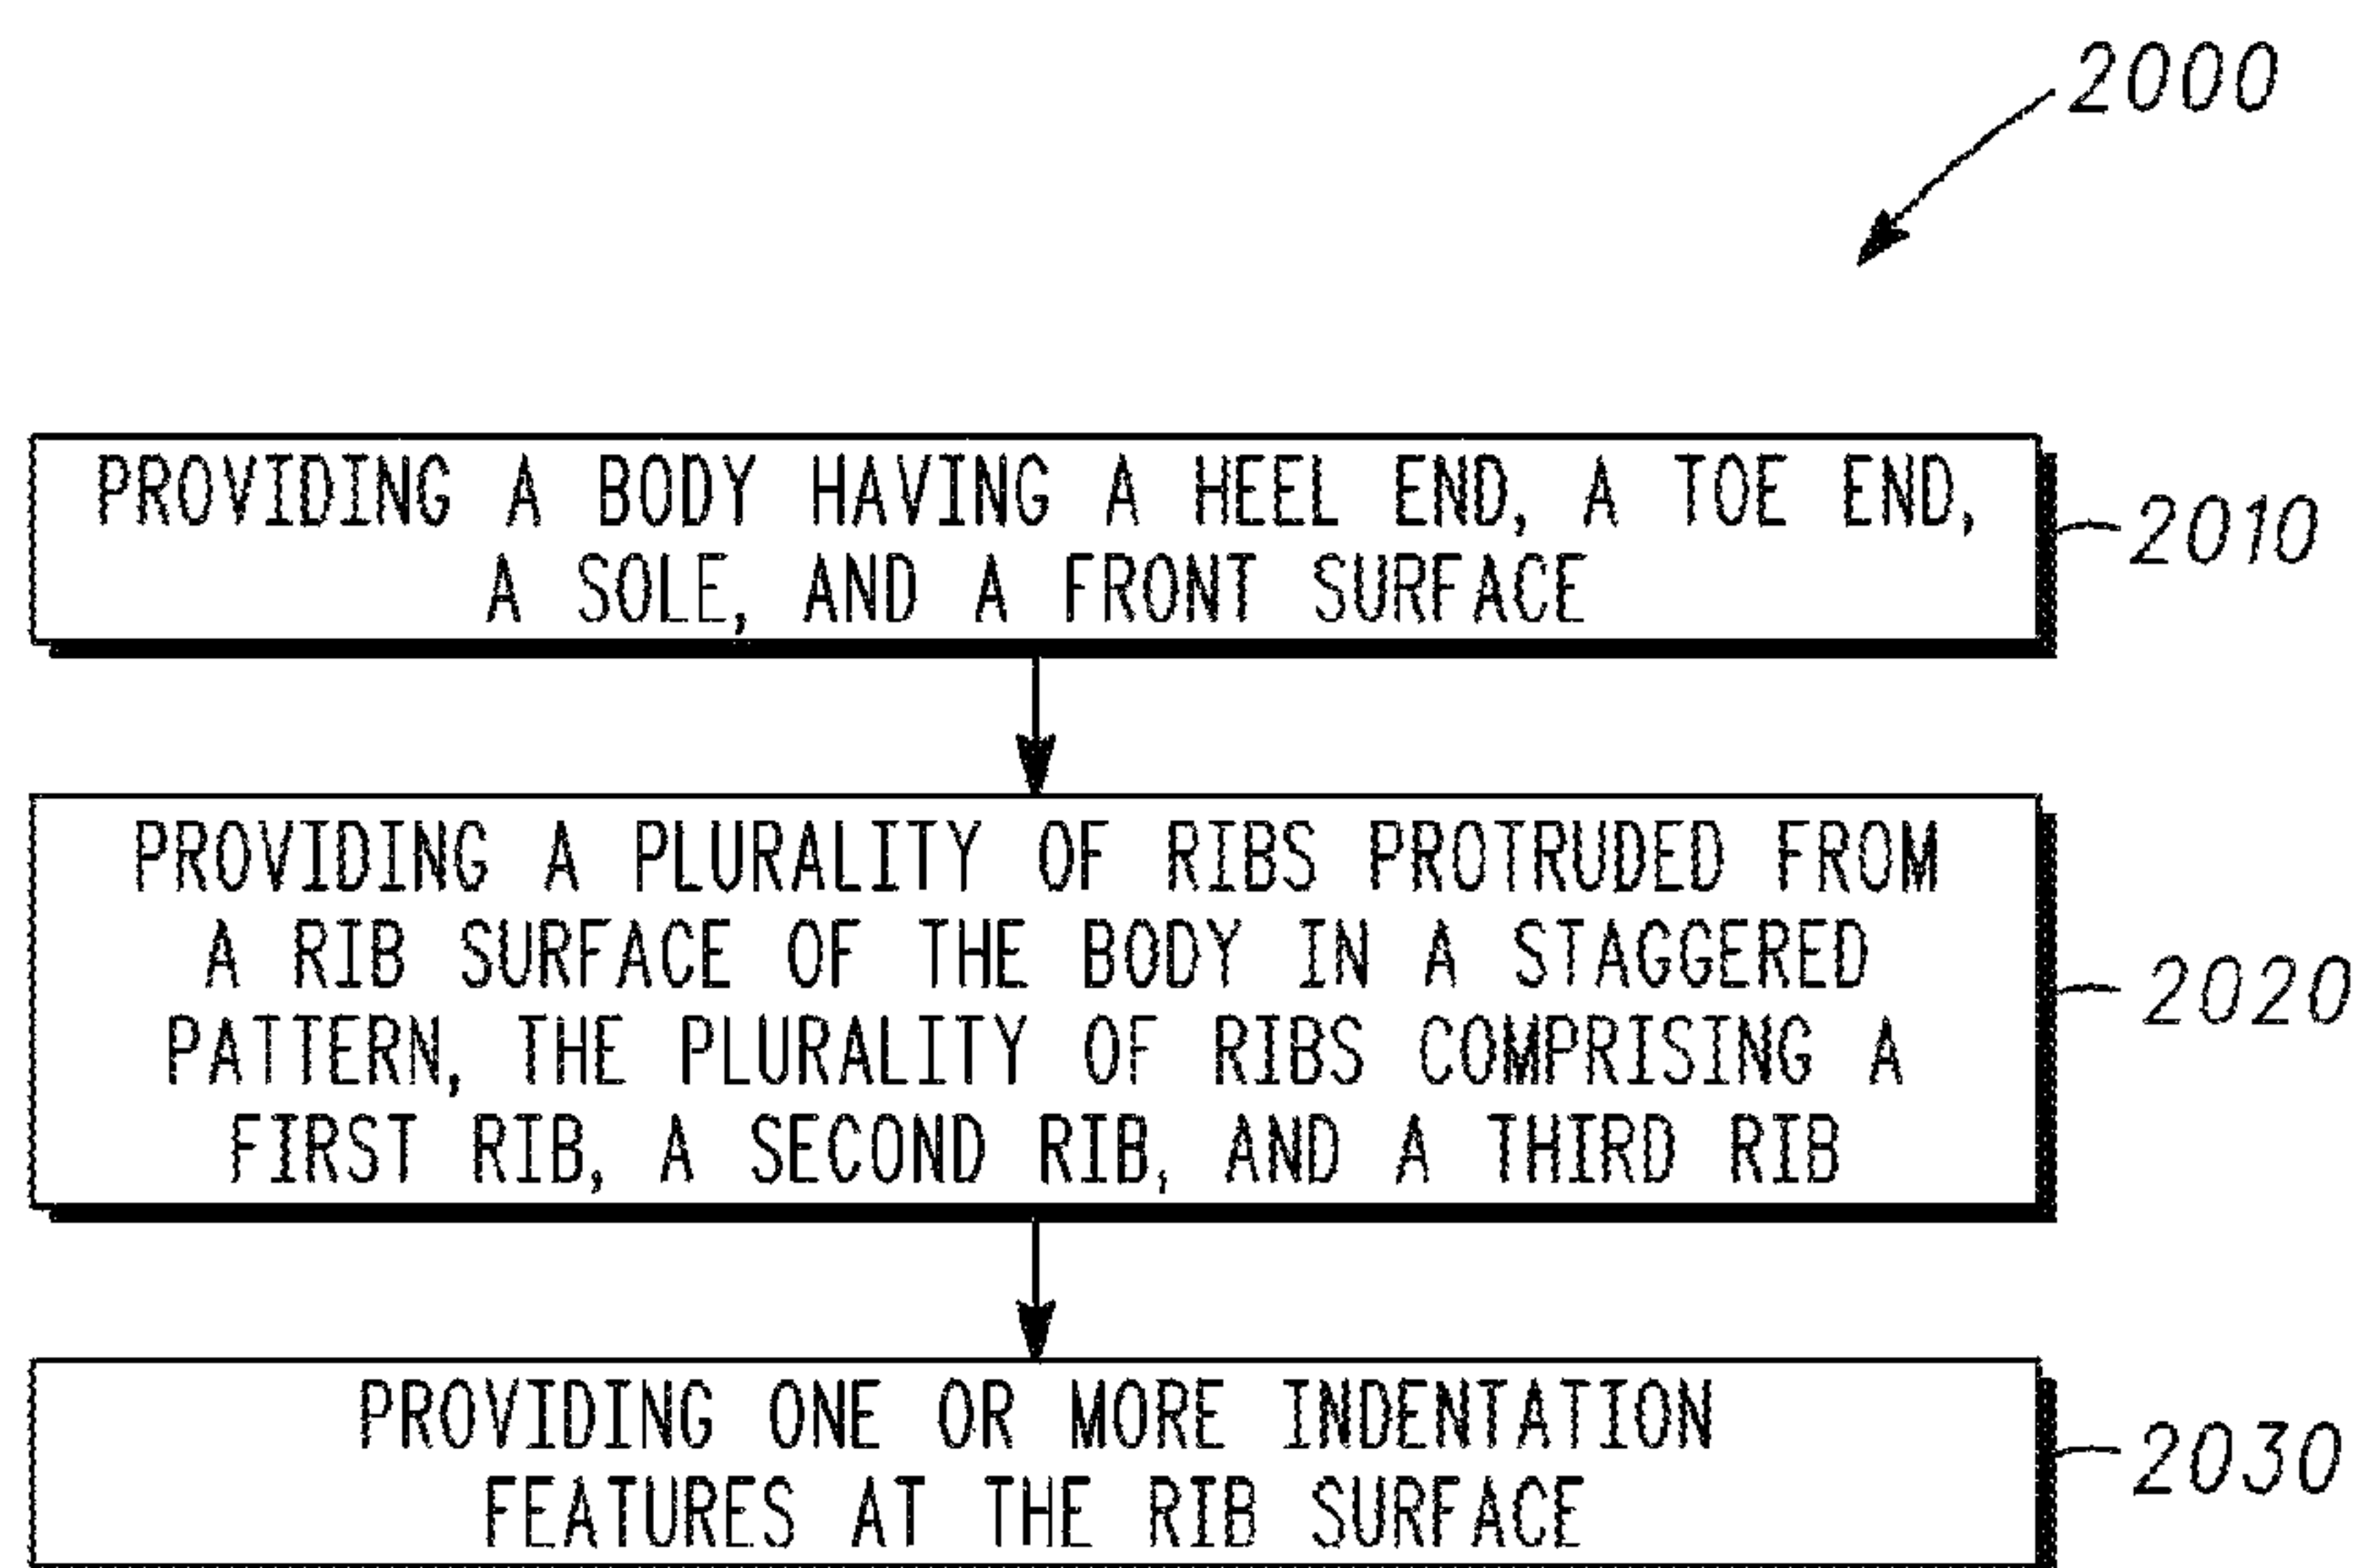 2000
PROVIDING A BODY HAVING A HEEL END, A TOE END,
A SOLE, AND A FRONT SURFACE
2010
PROVIDING A PLURALITY OF RIBS PROTRUDED FROM
A RIB SURFACE OF THE BODY IN A STAGGERED
PATTERN, THE PLURALITY OF RIBS COMPRISING A
FIRST RIB, A SECOND RIB, AND A THIRD RIB
2020
PROVIDING ONE OR MORE INDENTATION
FEATURES AT THE RIB SURFACE
2030